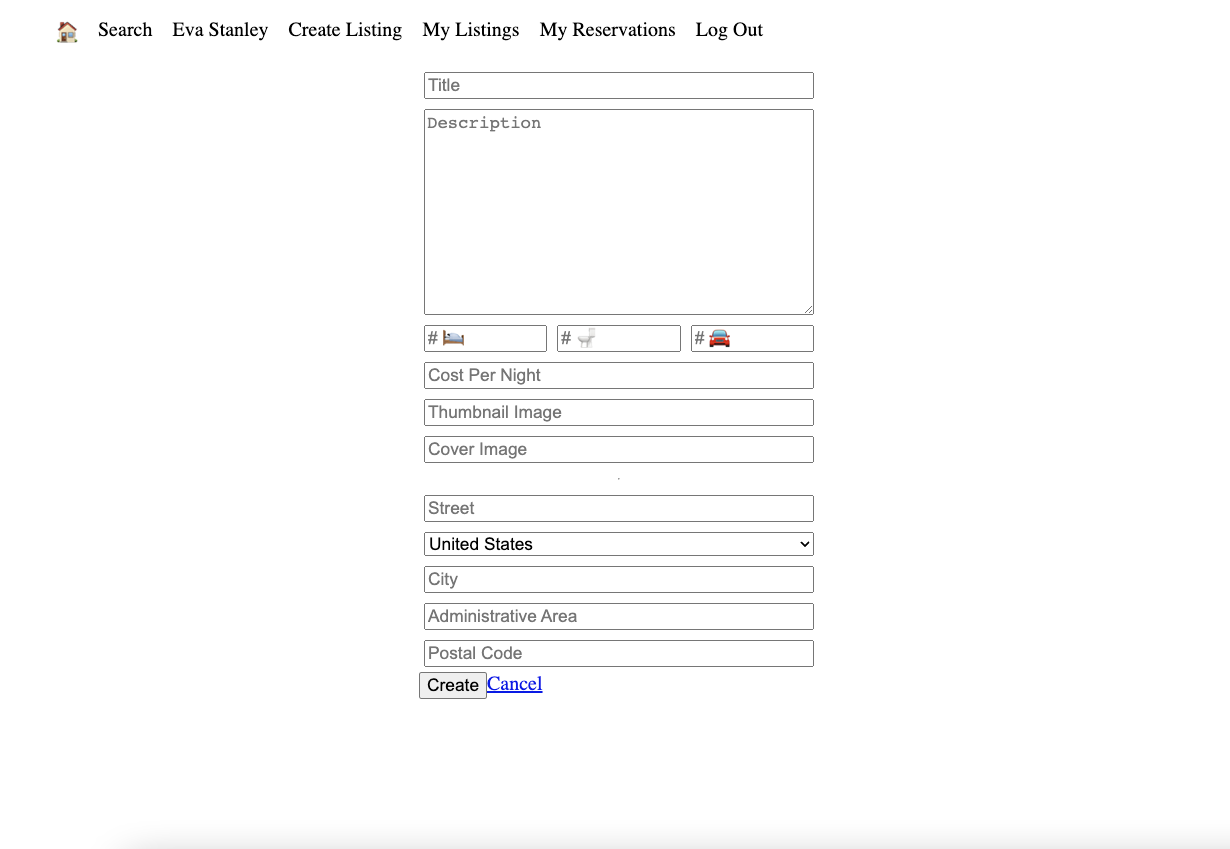 🏠 Search Eva Stanley Create Listing My Listings My Reservations Log Out
Title
Description
# 🛌 # 🚽 # 🚘
Cost Per Night
Thumbnail Image
Cover Image
Street
United States
City
Administrative Area
Postal Code
Create Cancel